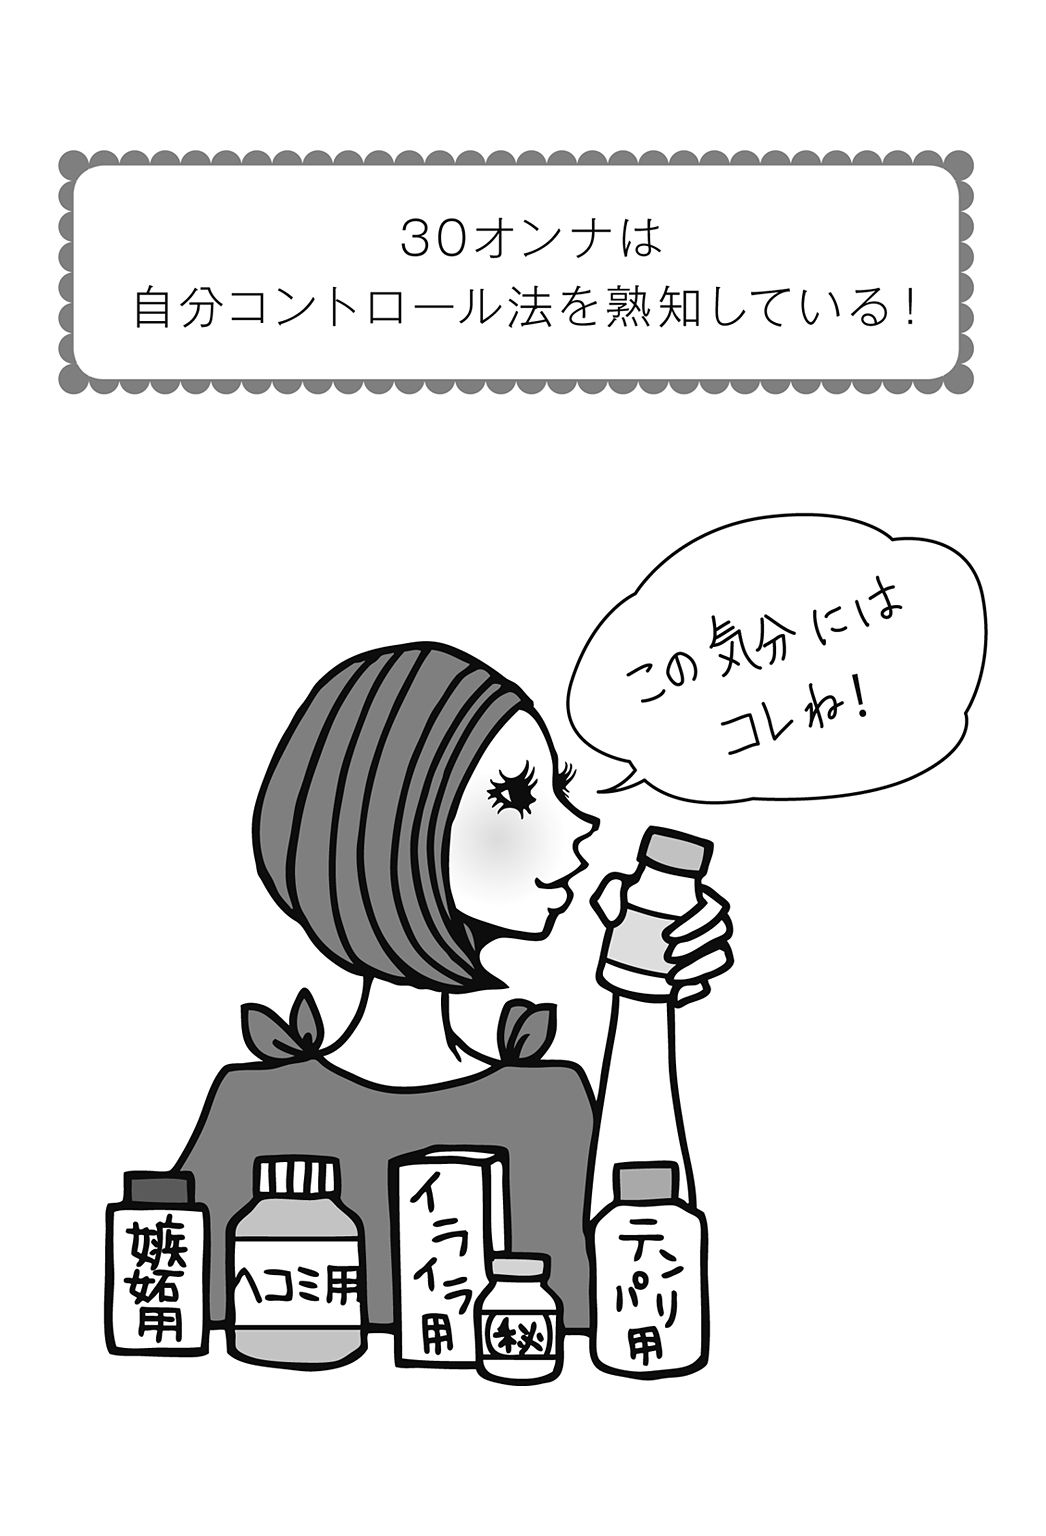 30オンナは
自分コントロール法を熟知している！
この気分には
コレね！
嫉妬用
ヘコミ用
イライラ用
秘
テンパリ用